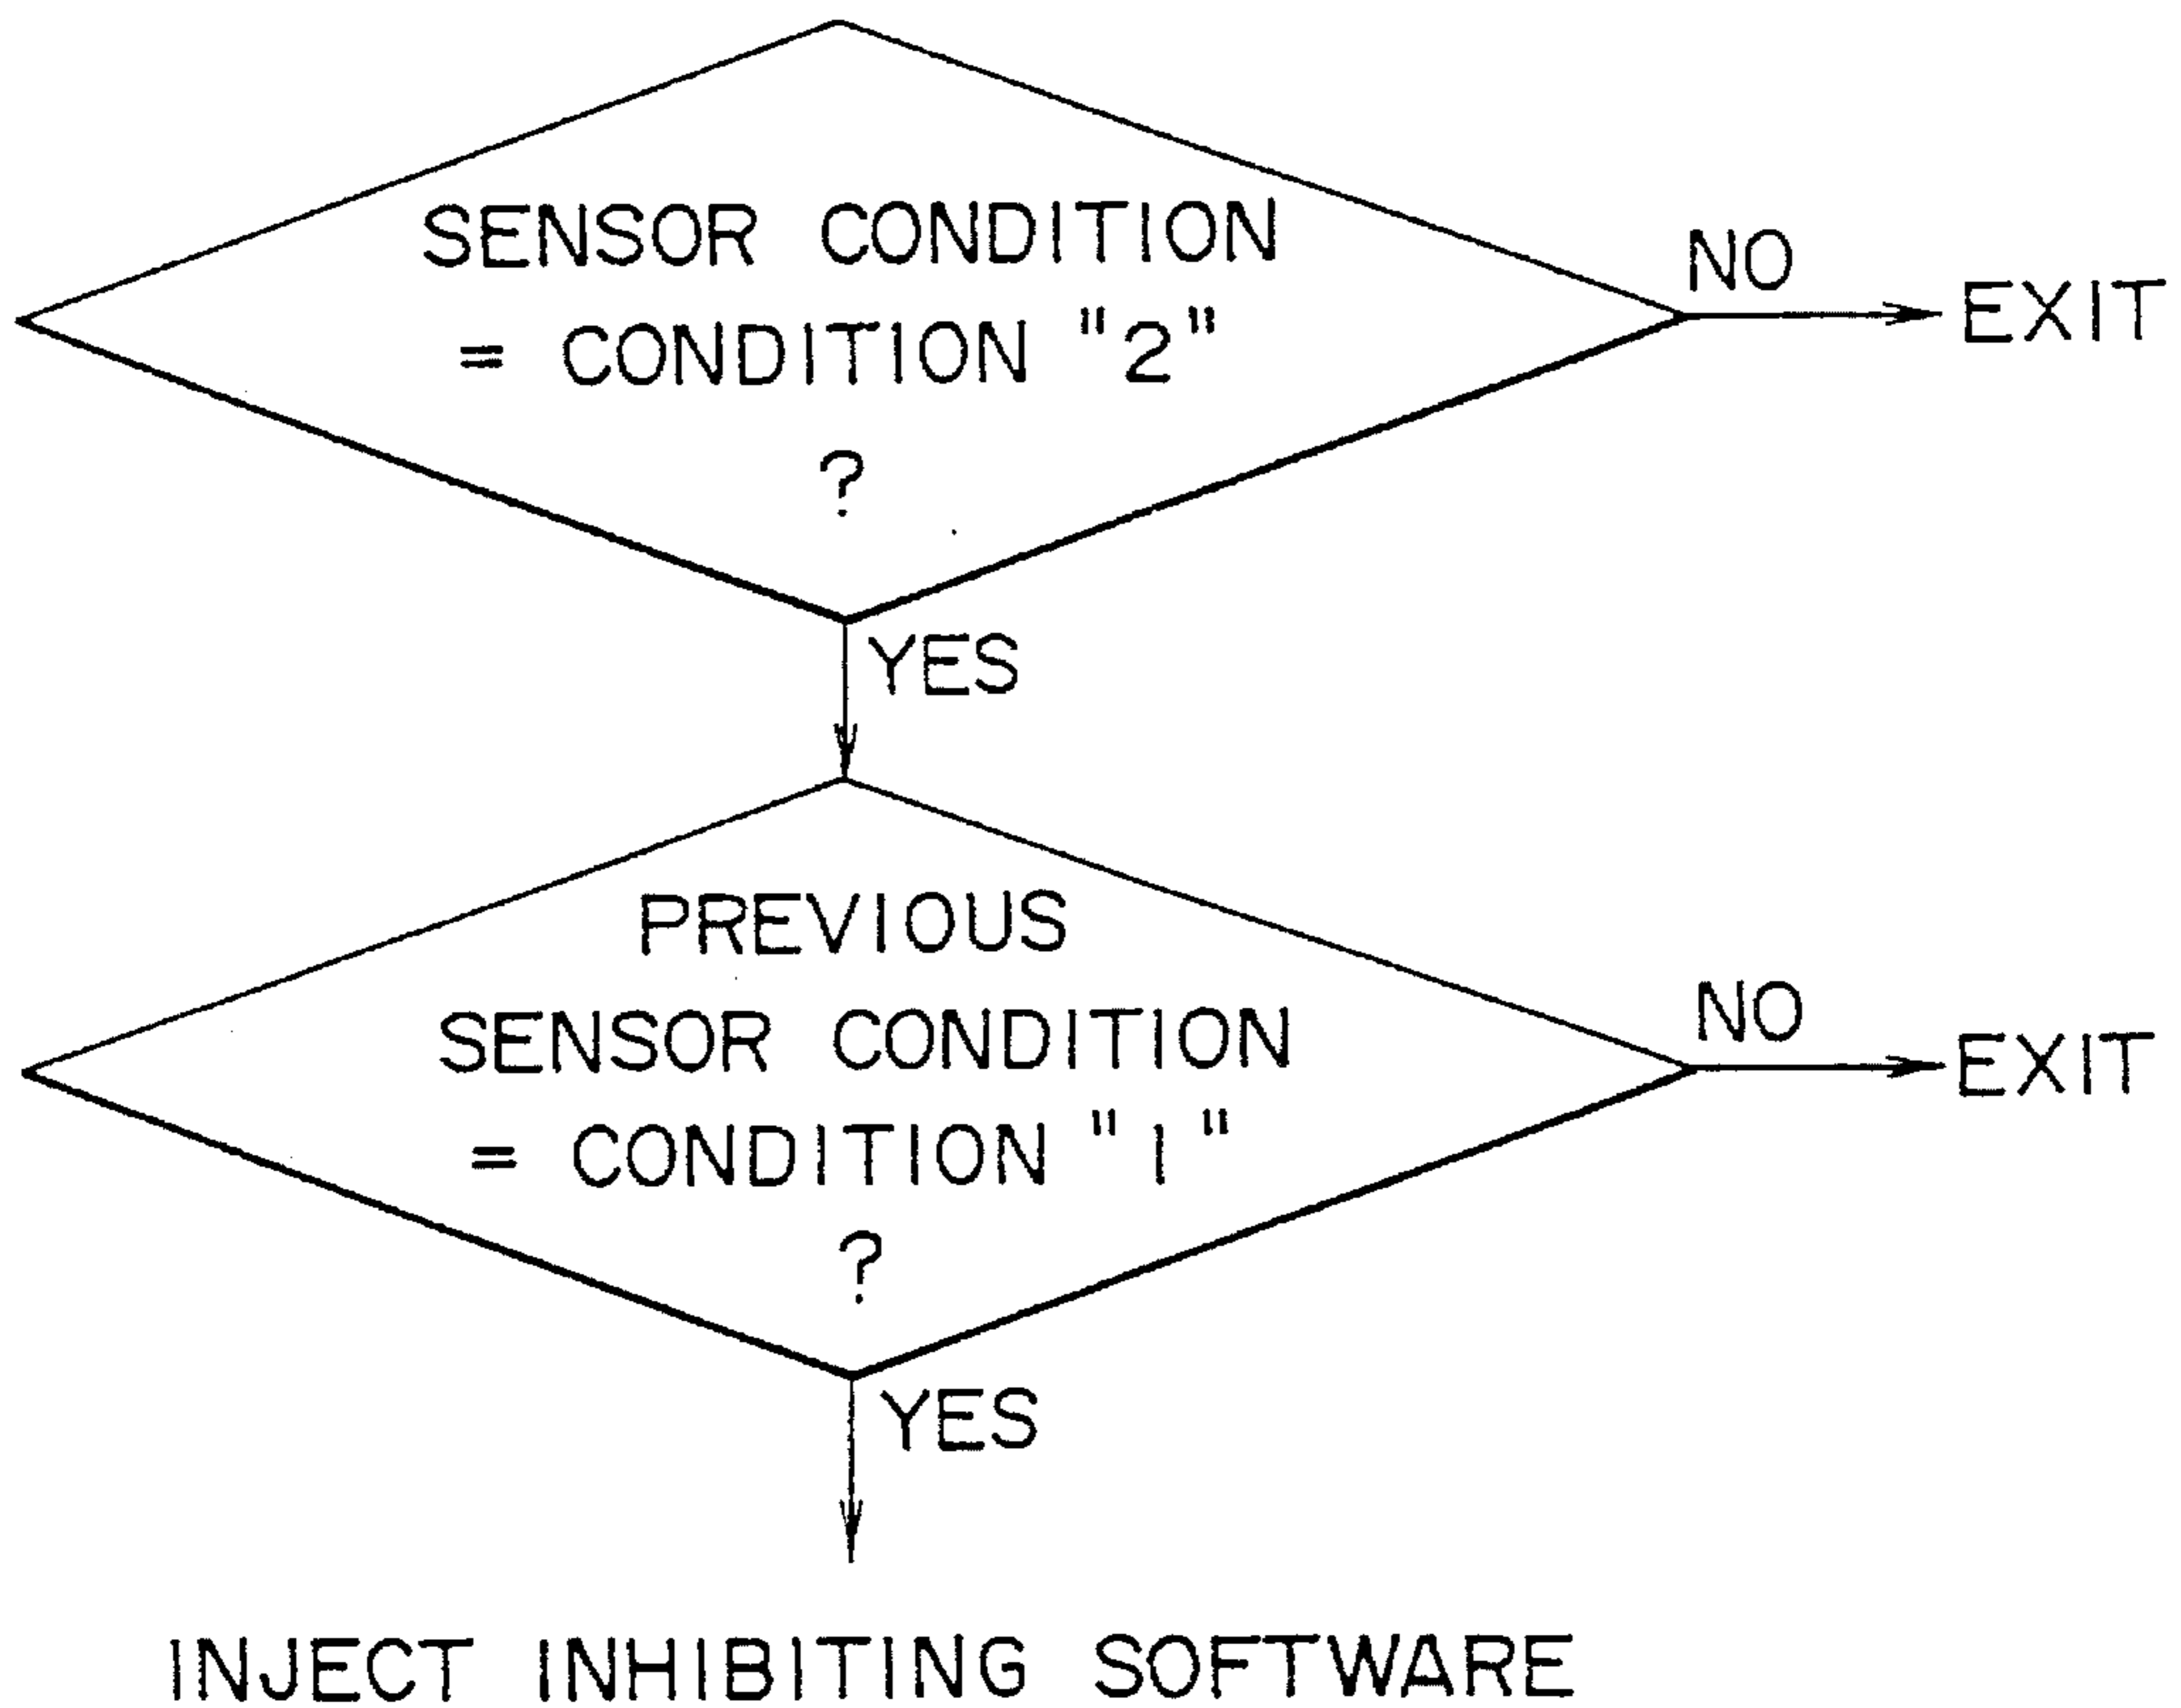 SENSOR CONDITION
= CONDITION "2"
?
NO
EXIT
YES
PREVIOUS
SENSOR CONDITION
= CONDITION "1"
?
NO
EXIT
YES
INJECT INHIBITING SOFTWARE